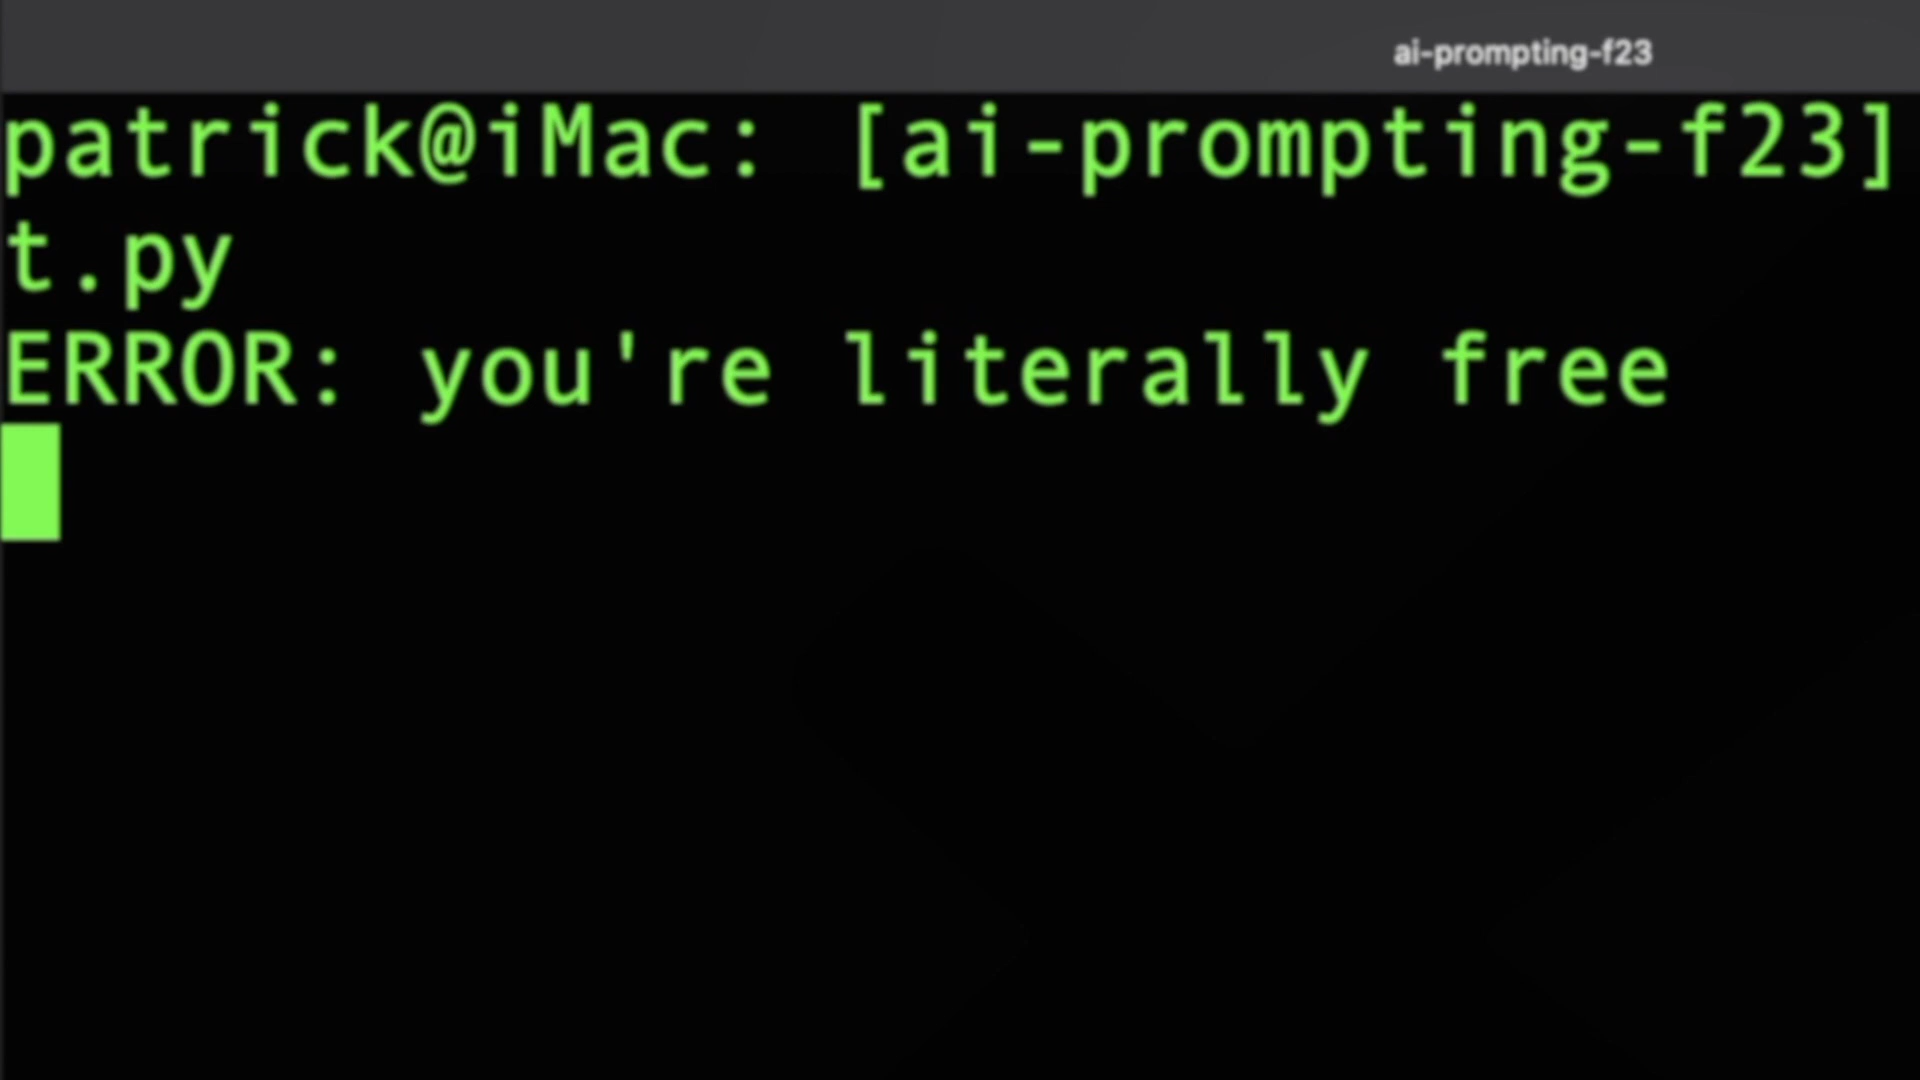 ai-prompting-f23
patrick@iMac: [ai-prompting-f23]
t.py
ERROR: you're literally free